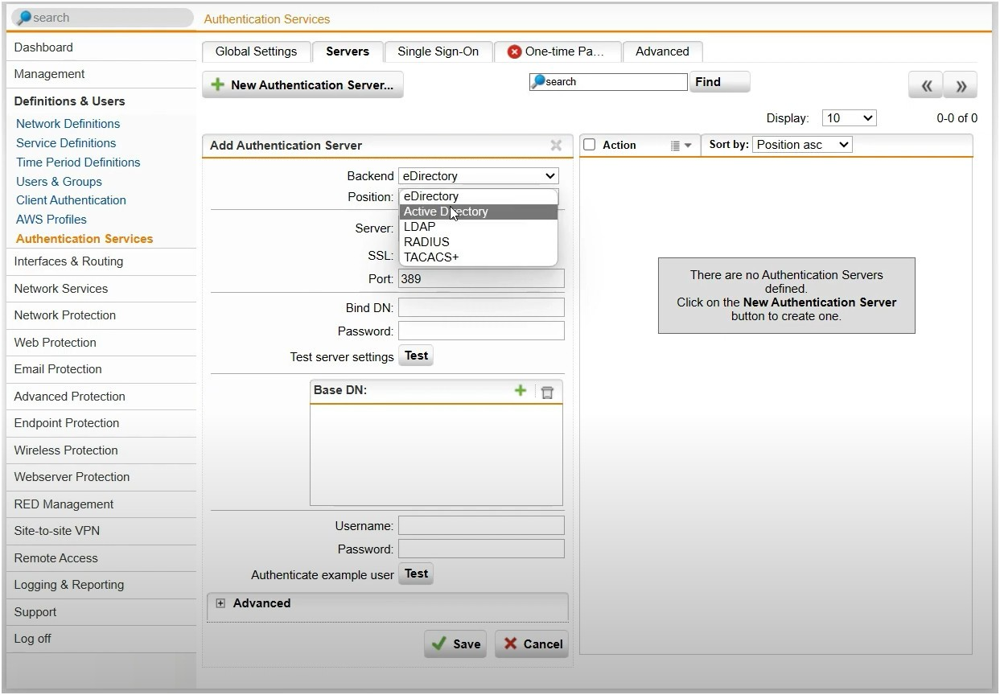 search
Authentication Services
Dashboard
Management
Definitions & Users
Network Definitions
Service Definitions
Time Period Definitions
Users & Groups
Client Authentication
AWS Profiles
Authentication Services
Interfaces & Routing
Network Services
Network Protection
Web Protection
Email Protection
Advanced Protection
Endpoint Protection
Wireless Protection
Webserver Protection
RED Management
Site-to-site VPN
Remote Access
Logging & Reporting
Support
Log off
Global Settings
Servers
Single Sign-On
One-time Pa...
Advanced
New Authentication Server...
search
Find
Display: 10
0-0 of 0
Add Authentication Server
Backend eDirectory
Position:
eDirectory
Active Directory
LDAP
RADIUS
TACACS+
Server:
SSL:
Port: 389
Bind DN:
Password:
Test server settings Test
Base DN:
Username:
Password:
Authenticate example user Test
Advanced
Save
Cancel
Action
Sort by: Position asc
There are no Authentication Servers
defined.
Click on the New Authentication Server
button to create one.